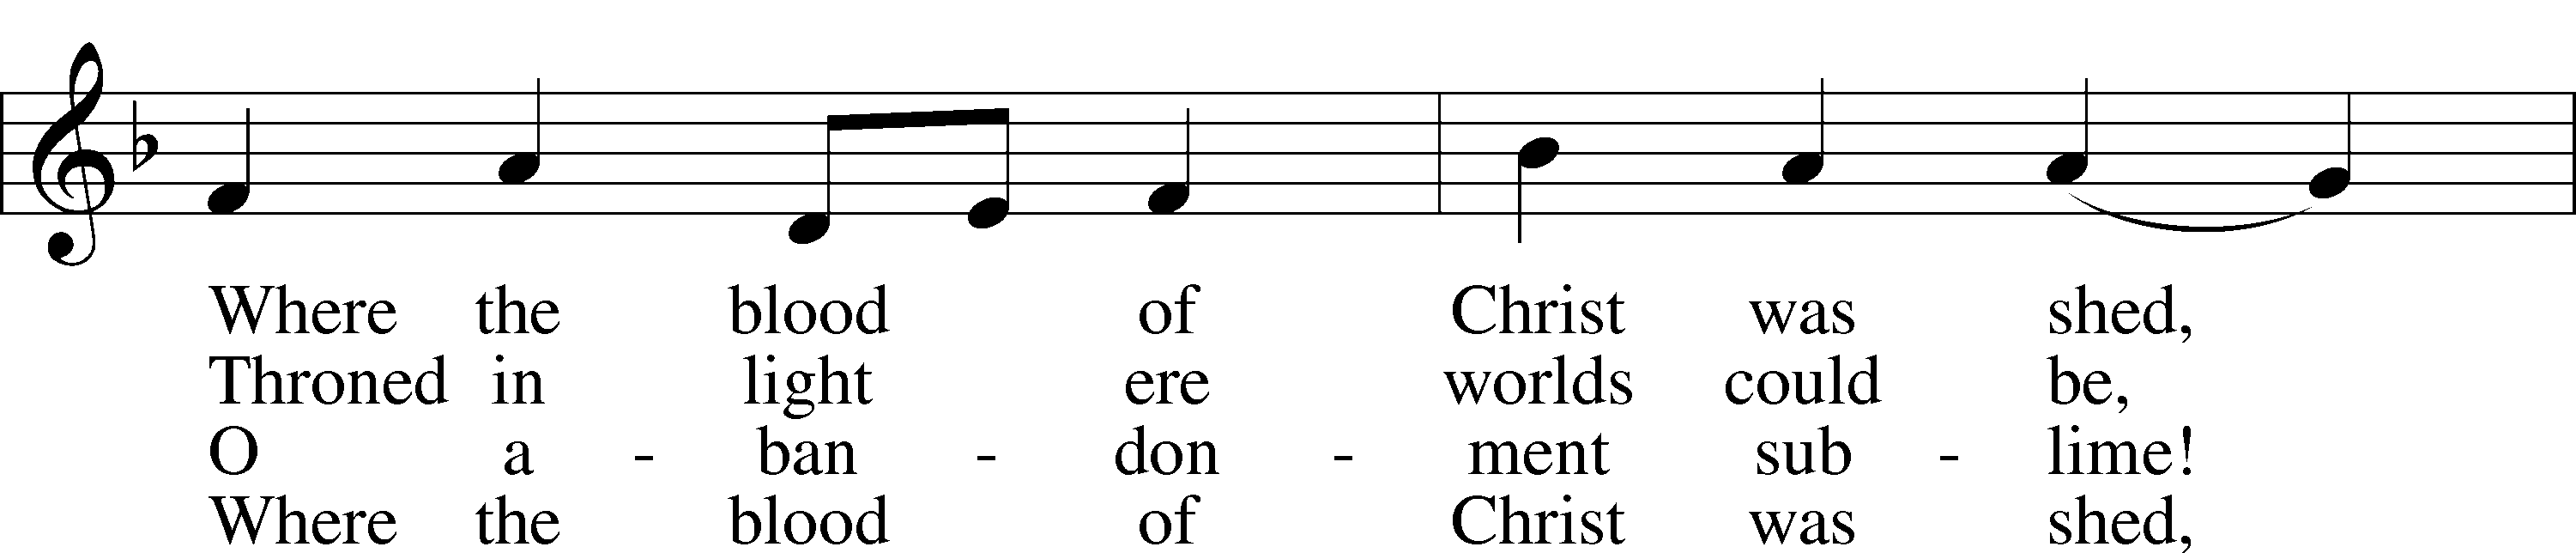 Where the blood of Christ was shed,
Throned in light ere worlds could be,
O a - ban - don - ment sub - lime!
Where the blood of Christ was shed,